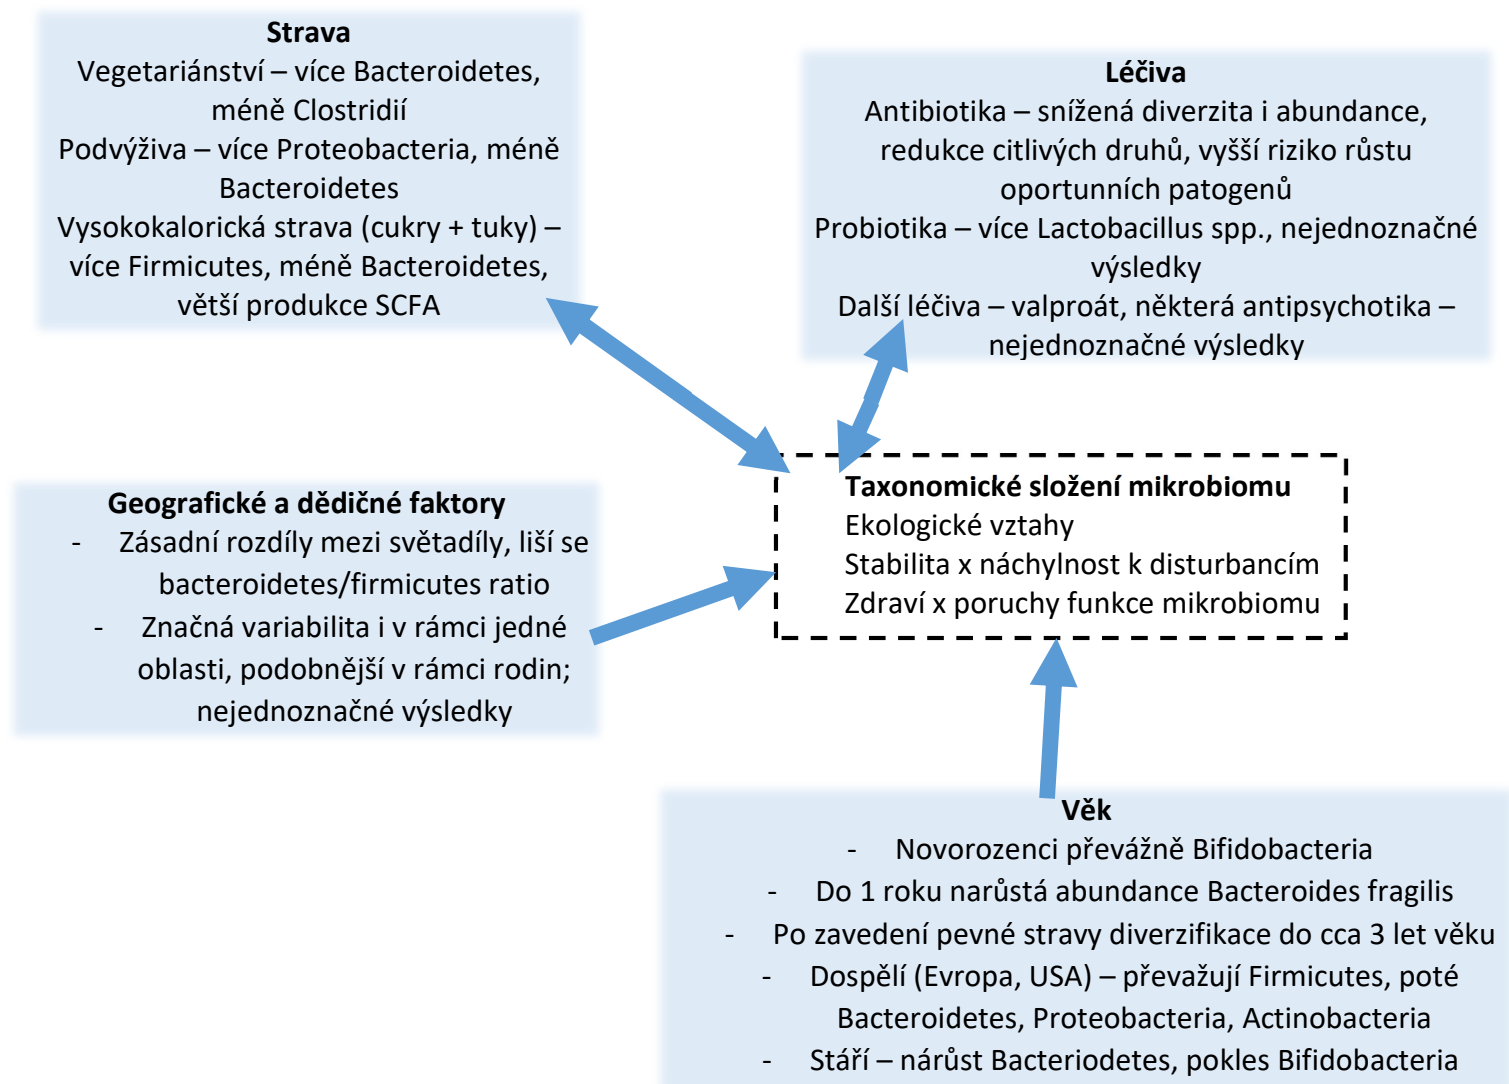 Strava
Vegetariánství – více Bacteroidetes,
méně Clostridií
Podvýživa – více Proteobacteria, méně
Bacteroidetes
Vysokokalorická strava (cukry + tuky) –
více Firmicutes, méně Bacteroidetes,
větší produkce SCFA
Léčiva
Antibiotika – snížená diverzita i abundance,
redukce citlivých druhů, vyšší riziko růstu
oportunních patogenů
Probiotika – více Lactobacillus spp., nejednoznačné
výsledky
Další léčiva – valproát, některá antipsychotika –
nejednoznačné výsledky
Geografické a dědičné faktory
- Zásadní rozdíly mezi světadíly, liší se
bacteroidetes/firmicutes ratio
- Značná variabilita i v rámci jedné
oblasti, podobnější v rámci rodin;
nejednoznačné výsledky
Taxonomické složení mikrobiomu
Ekologické vztahy
Stabilita x náchylnost k disturbancím
Zdraví x poruchy funkce mikrobiomu
Věk
- Novorozenci převážně Bifidobacteria
- Do 1 roku narůstá abundance Bacteroides fragilis
- Po zavedení pevné stravy diverzifikace do cca 3 let věku
- Dospělí (Evropa, USA) – převažují Firmicutes, poté
Bacteroidetes, Proteobacteria, Actinobacteria
- Stáří – nárůst Bacteriodetes, pokles Bifidobacteria